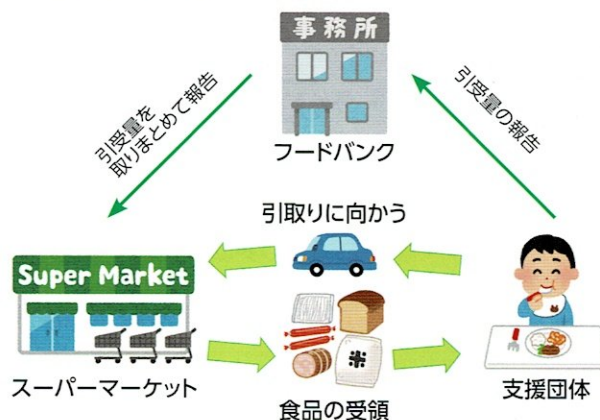 事務所
フードバンク
引受量を
取りまとめて報告
引受量の報告
引取りに向かう
Super Market
スーパーマーケット
米
食品の受領
支援団体